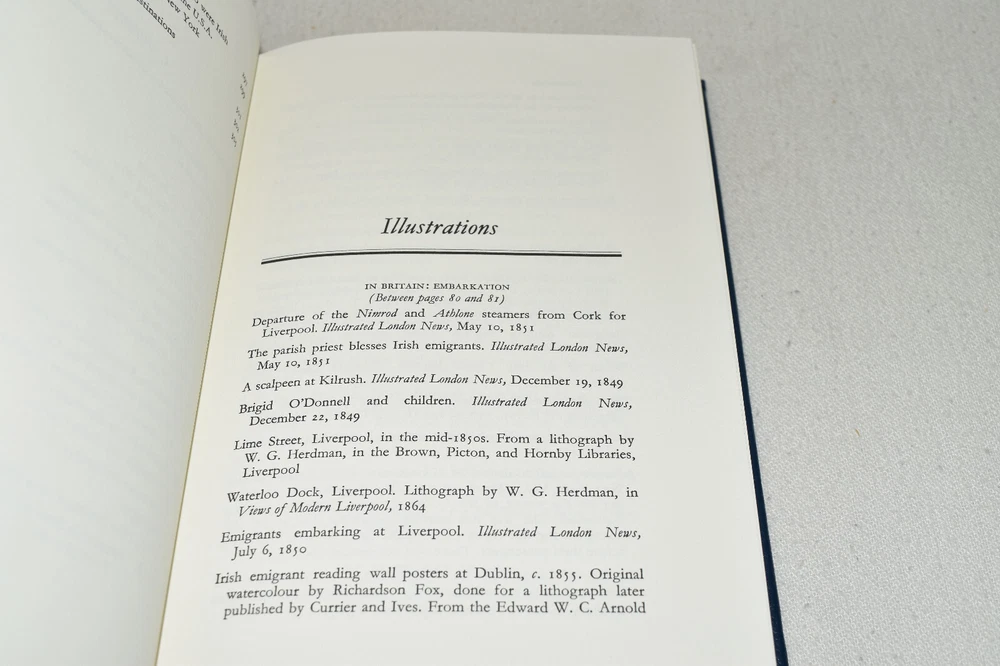 were Irish
U.S.A.
New York
Illustrations
IN BRITAIN: EMBARKATION
(Between pages 80 and 81)
Departure of the Nimrod and Athlone steamers from Cork for
Liverpool. Illustrated London News, May 10, 1851
The parish priest blesses Irish emigrants. Illustrated London News,
May 10, 1851
A scalpeen at Kilrush. Illustrated London News, December 19, 1849
Brigid O'Donnell and children. Illustrated London News,
December 22, 1849
Lime Street, Liverpool, in the mid-1850s. From a lithograph by
W. G. Herdman, in the Brown, Picton, and Hornby Libraries,
Liverpool
Waterloo Dock, Liverpool. Lithograph by W. G. Herdman, in
Views of Modern Liverpool, 1864
Emigrants embarking at Liverpool. Illustrated London News,
July 6, 1850
Irish emigrant reading wall posters at Dublin, c. 1855. Original
watercolour by Richardson Fox, done for a lithograph later
published by Currier and Ives. From the Edward W. C. Arnold